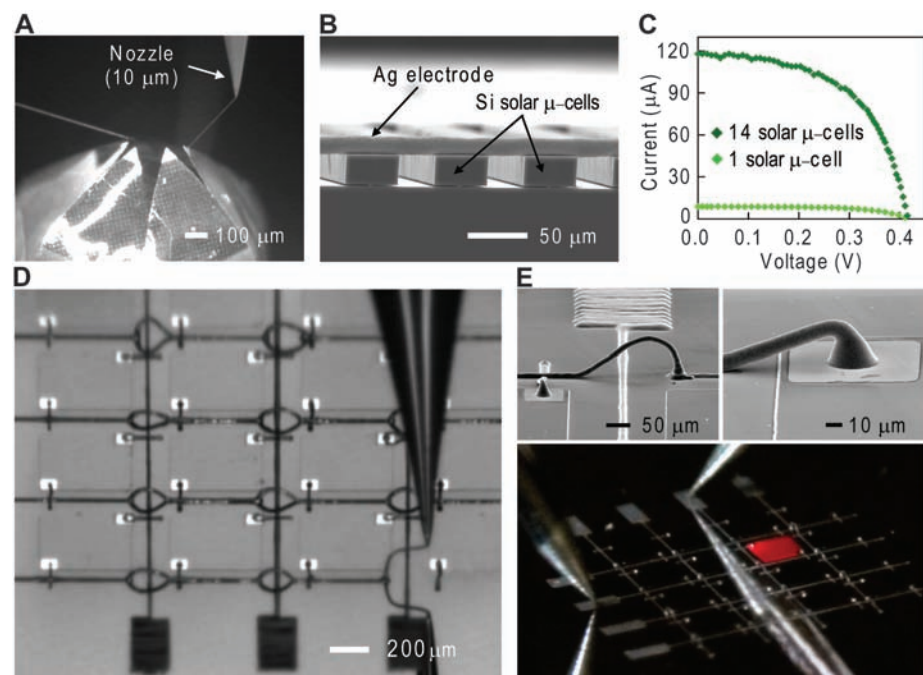 A
Nozzle
(10 μm)
100 μm
B
Ag electrode
Si solar μ-cells
50 μm
C
120
90
60
30
0
Current (μA)
14 solar μ-cells
1 solar μ-cell
0.0 0.1 0.2 0.3 0.4
Voltage (V)
D
200 μm
E
50 μm
10 μm